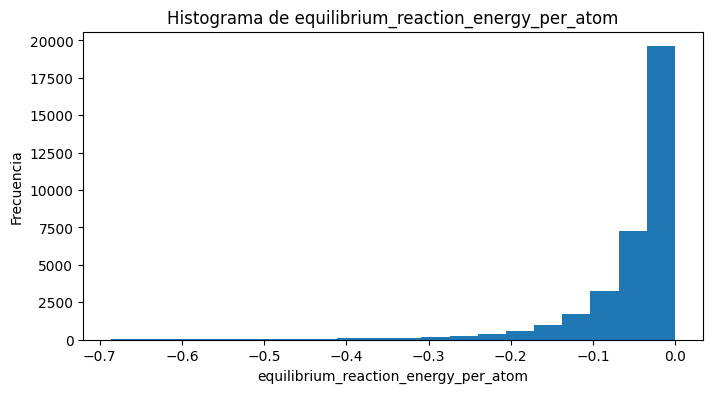 Histograma de equilibrium_reaction_energy_per_atom
20000
17500
15000
12500
10000
7500
5000
2500
0
Frecuencia
−0.7 −0.6 −0.5 −0.4 −0.3 −0.2 −0.1 0.0
equilibrium_reaction_energy_per_atom